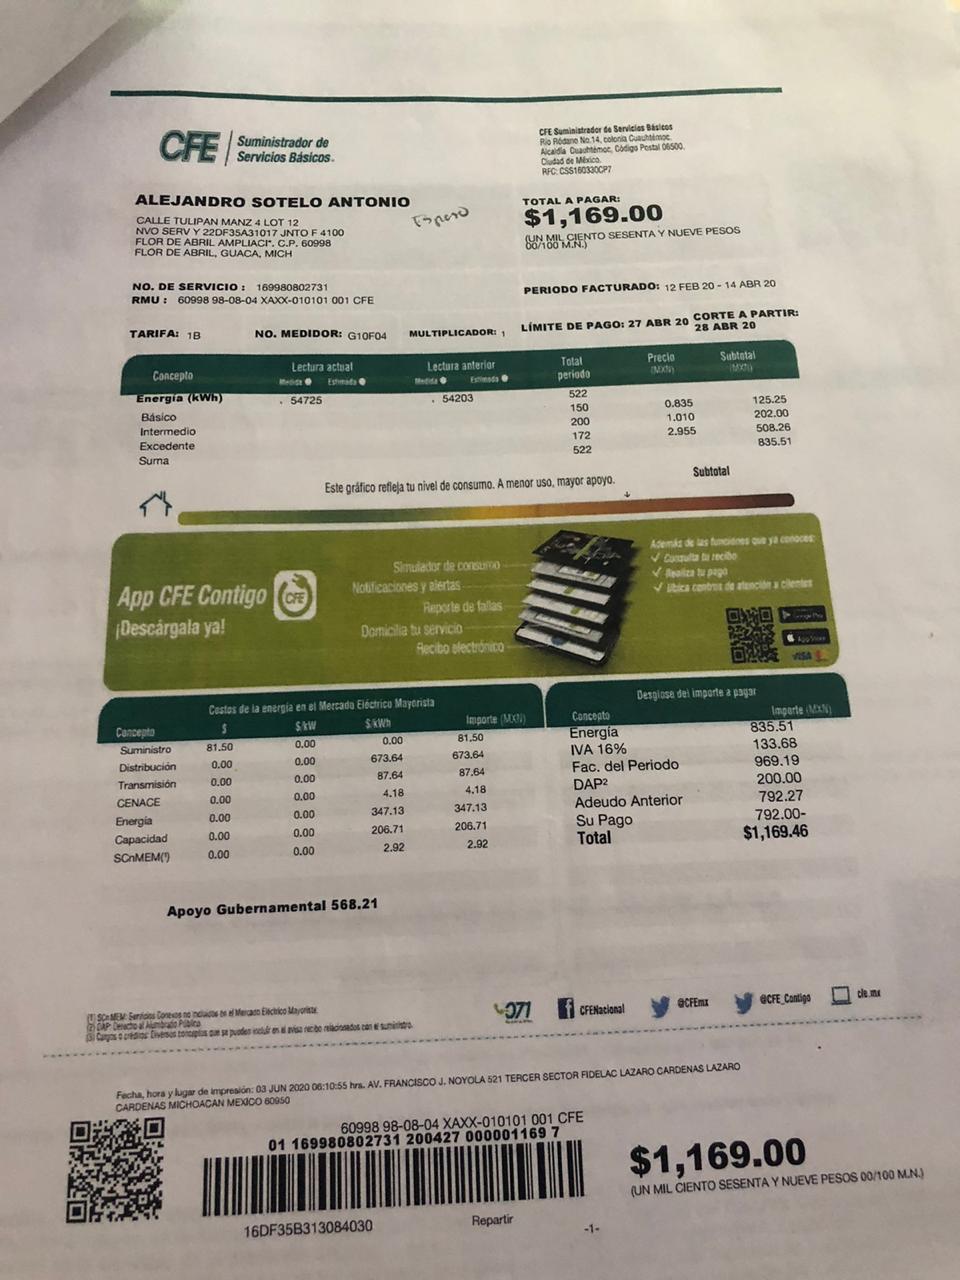 CFE Suministrador de
Servicios Básicos.
CFE Suministrador de Servicios Básicos
Río Ródano No.14, colonia Cuauhtémoc,
Alcaldía Cuauhtémoc, Código Postal 06500.
Ciudad de México.
RFC: CSS160330CP7
ALEJANDRO SOTELO ANTONIO
CALLE TULIPAN MANZ 4 LOT 12
NVO SERV Y 22DF35A31017 JNTO F 4100
FLOR DE ABRIL AMPLIACI*. C.P. 60998
FLOR DE ABRIL, GUACA, MICH
TOTAL A PAGAR:
$1,169.00
(UN MIL CIENTO SESENTA Y NUEVE PESOS
00/100 M.N.)
NO. DE SERVICIO : 169980802731
RMU : 60998 98-08-04 XAXX-010101 001 CFE
PERIODO FACTURADO: 12 FEB 20 - 14 ABR 20
TARIFA: 1B NO. MEDIDOR: G10F04 MULTIPLICADOR: 1
LÍMITE DE PAGO: 27 ABR 20 CORTE A PARTIR:
28 ABR 20
Concepto Lectura actual Lectura anterior Total periodo Precio (MXN) Subtotal (MXN)
Medida Estimada Medida Estimada
Energía (kWh) 54725 54203 522
Básico 150 0.835 125.25
Intermedio 200 1.010 202.00
Excedente 172 2.955 508.26
Suma 522 835.51
Subtotal
Este gráfico refleja tu nivel de consumo. A menor uso, mayor apoyo.
App CFE Contigo CFE
¡Descárgala ya!
Simulador de consumo
Notificaciones y alertas
Reporte de fallas
Domicilia tu servicio
Recibo electrónico
Además de las funciones que ya conoces:
✓ Consulta tu recibo
✓ Realiza tu pago
✓ Ubica centros de atención a clientes
Google Play
App Store
VISA
Costos de la energía en el Mercado Eléctrico Mayorista
Concepto $ $/kW $/kWh Importe (MXN)
Suministro 81.50 0.00 0.00 81.50
Distribución 0.00 0.00 673.64 673.64
Transmisión 0.00 0.00 87.64 87.64
CENACE 0.00 0.00 4.18 4.18
Energía 0.00 0.00 347.13 347.13
Capacidad 0.00 0.00 206.71 206.71
SCnMEM(¹) 0.00 0.00 2.92 2.92
Desglose del importe a pagar
Concepto Importe (MXN)
Energía 835.51
IVA 16% 133.68
Fac. del Periodo 969.19
DAP² 200.00
Adeudo Anterior 792.27
Su Pago 792.00-
Total $1,169.46
Apoyo Gubernamental 568.21
(1) SCnMEM: Servicios Conexos no incluidos en el Mercado Eléctrico Mayorista.
(2) DAP: Derecho al Alumbrado Público.
(3) Cargos o créditos: Diversos conceptos que se pueden incluir en el aviso recibo relacionados con el suministro.
071
CFENacional
@CFEmx
@CFE_Contigo
cfe.mx
Fecha, hora y lugar de impresión: 03 JUN 2020 06:10:55 hrs. AV. FRANCISCO J. NOYOLA 521 TERCER SECTOR FIDELAC LAZARO CARDENAS LAZARO
CARDENAS MICHOACAN MEXICO 60950
60998 98-08-04 XAXX-010101 001 CFE
01 169980802731 200427 000001169 7
16DF35B313084030
Repartir
-1-
$1,169.00
(UN MIL CIENTO SESENTA Y NUEVE PESOS 00/100 M.N.)